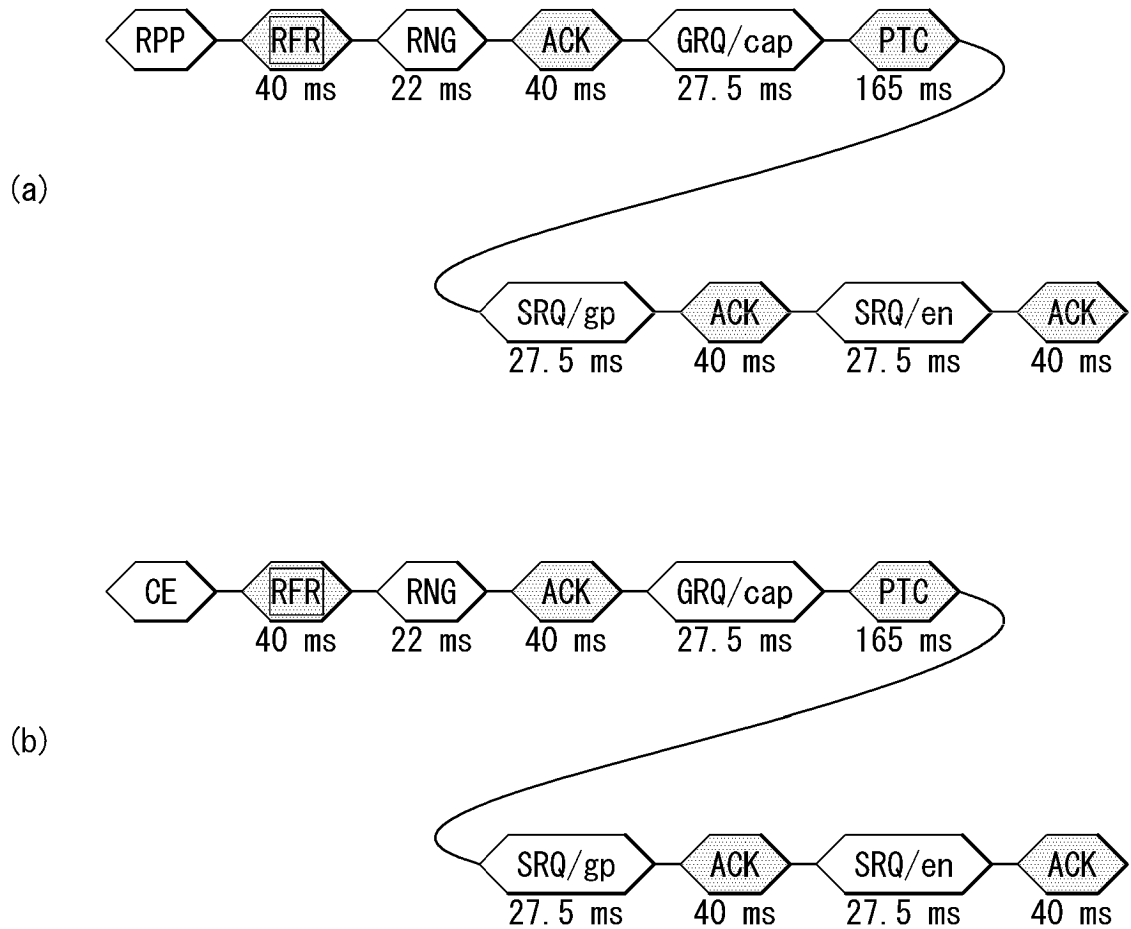 RPP RFR RNG ACK GRQ/cap PTC
40 ms 22 ms 40 ms 27.5 ms 165 ms
(a)
SRQ/gp ACK SRQ/en ACK
27.5 ms 40 ms 27.5 ms 40 ms
CE RFR RNG ACK GRQ/cap PTC
40 ms 22 ms 40 ms 27.5 ms 165 ms
(b)
SRQ/gp ACK SRQ/en ACK
27.5 ms 40 ms 27.5 ms 40 ms